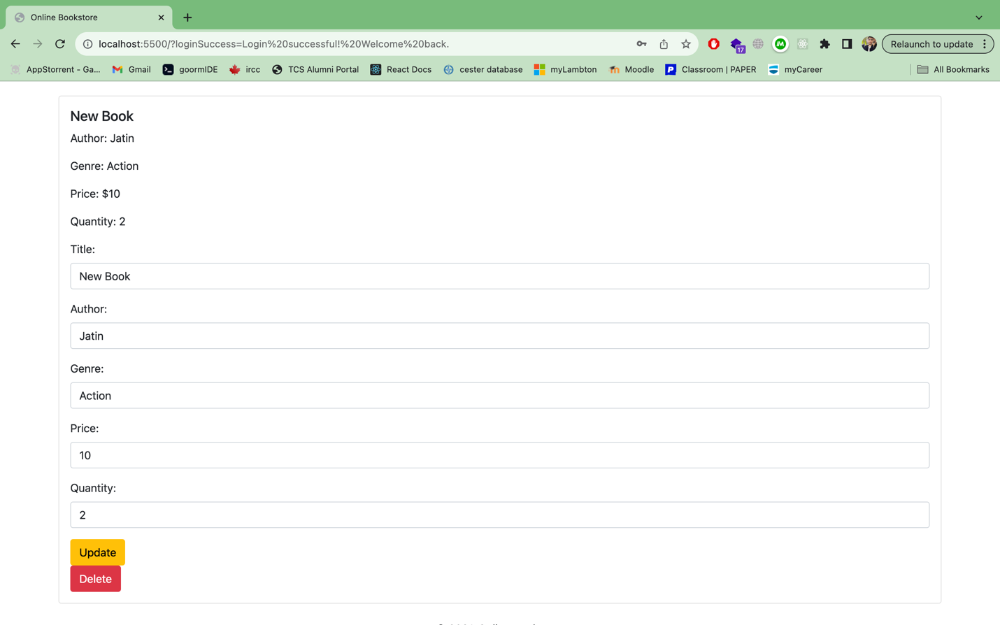 Online Bookstore
localhost:5500/?loginSuccess=Login%20successful!%20Welcome%20back.
17
Relaunch to update
AppStorrent - Ga...
Gmail
goormIDE
ircc
TCS Alumni Portal
React Docs
cester database
myLambton
Moodle
Classroom | PAPER
myCareer
All Bookmarks
New Book
Author: Jatin
Genre: Action
Price: $10
Quantity: 2
Title:
New Book
Author:
Jatin
Genre:
Action
Price:
10
Quantity:
2
Update
Delete